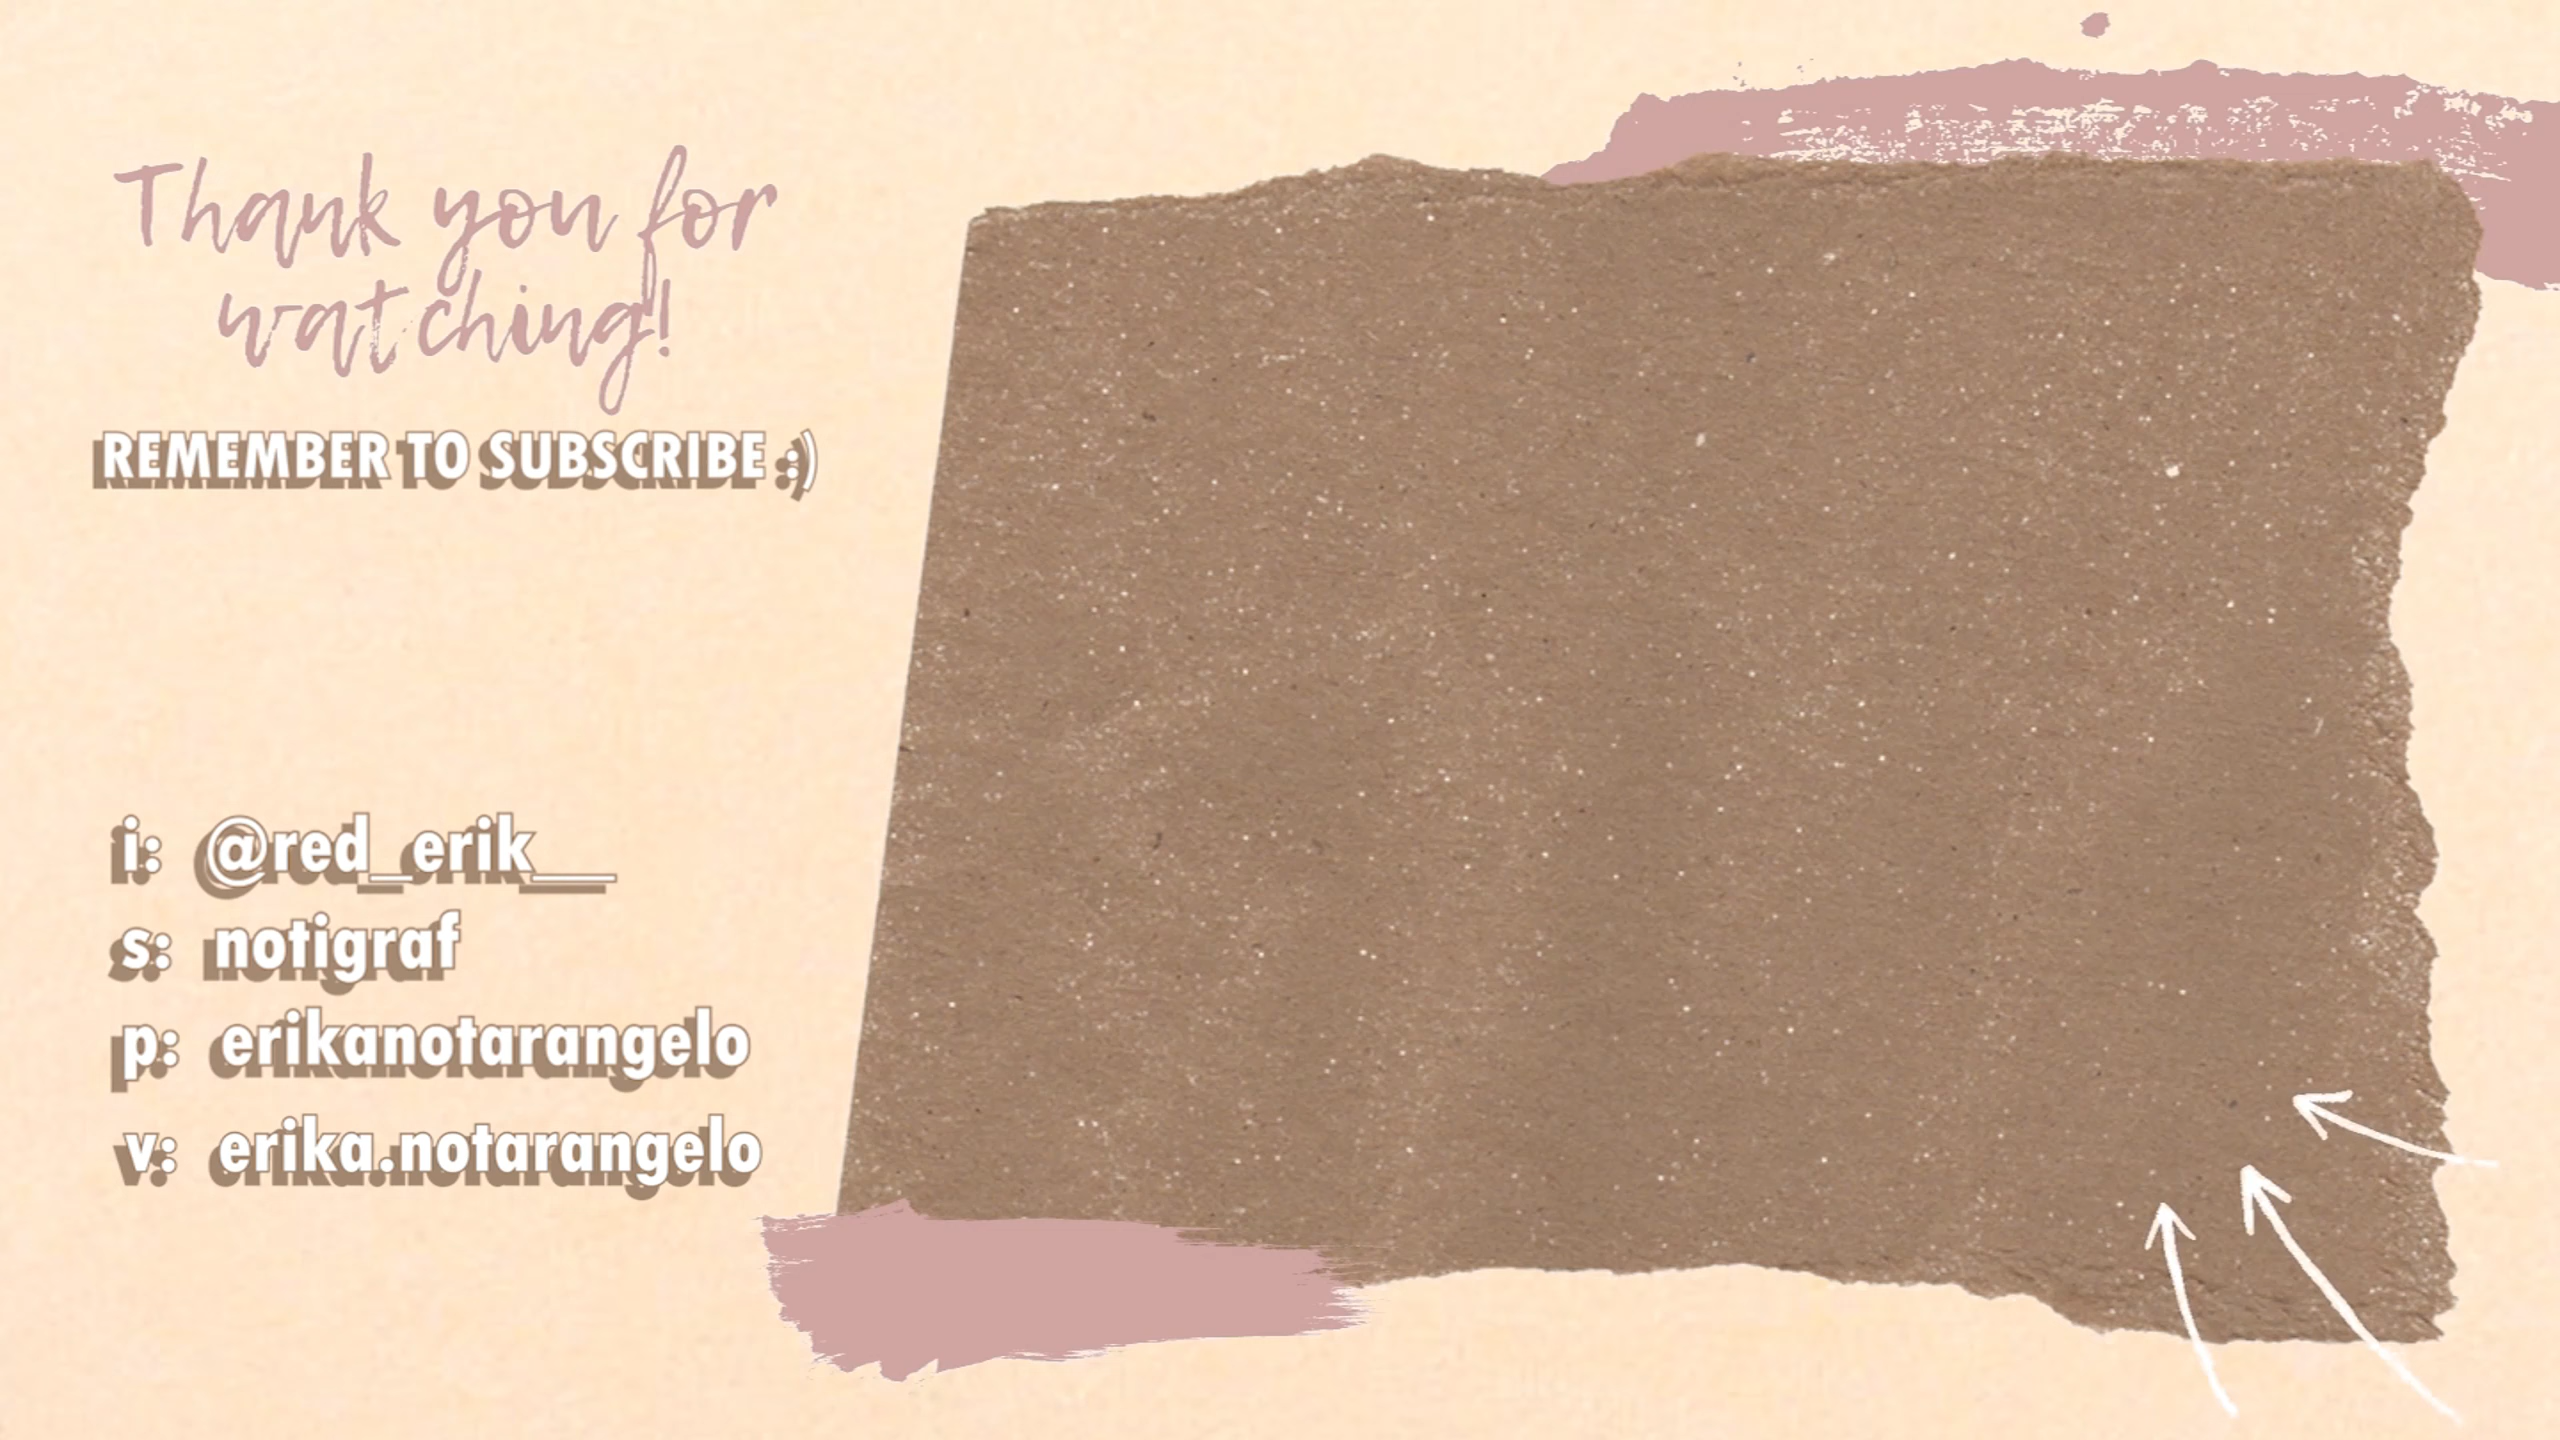 Thank you for
watching!
REMEMBER TO SUBSCRIBE :)
i: @red_erik__
s: notigraf
p: erikanotarangelo
v: erika.notarangelo